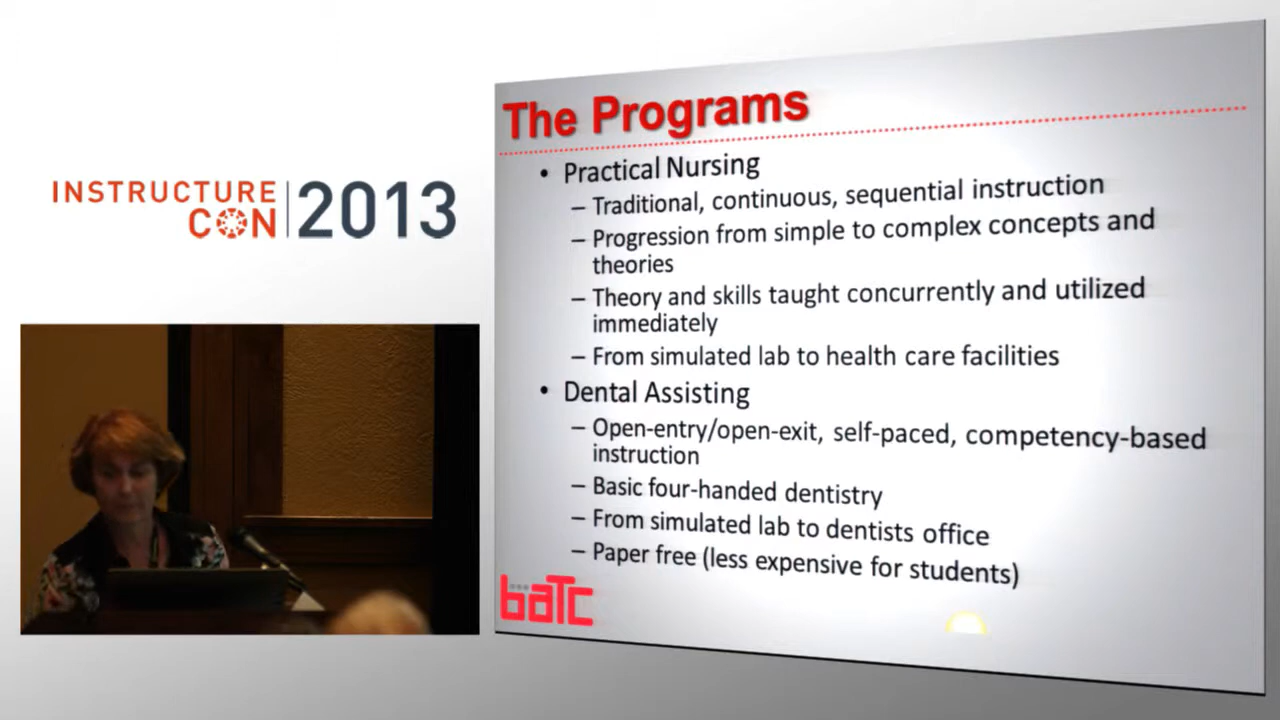 INSTRUCTURE
CON
2013
The Programs
• Practical Nursing
– Traditional, continuous, sequential instruction
– Progression from simple to complex concepts and
theories
– Theory and skills taught concurrently and utilized
immediately
– From simulated lab to health care facilities
• Dental Assisting
– Open-entry/open-exit, self-paced, competency-based
instruction
– Basic four-handed dentistry
– From simulated lab to dentists office
– Paper free (less expensive for students)
baTc